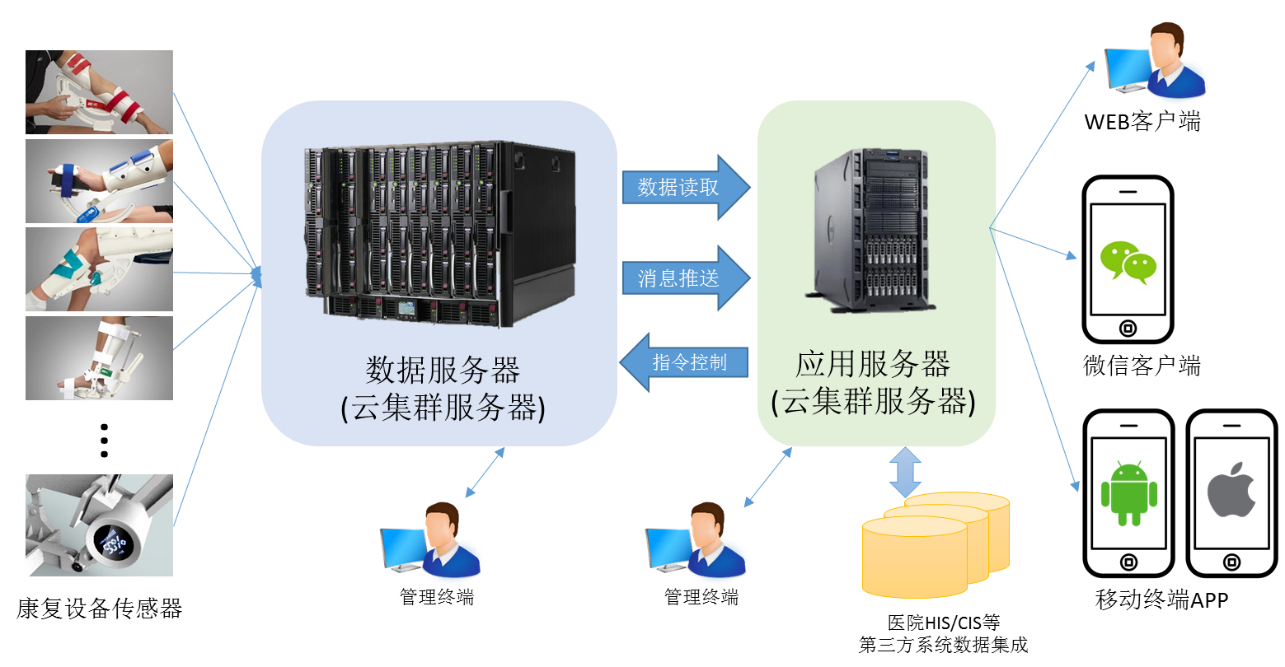 WEB客户端
数据读取
消息推送
指令控制
数据服务器
(云集群服务器)
应用服务器
(云集群服务器)
微信客户端
康复设备传感器
管理终端
管理终端
医院HIS/CIS等
第三方系统数据集成
移动终端APP